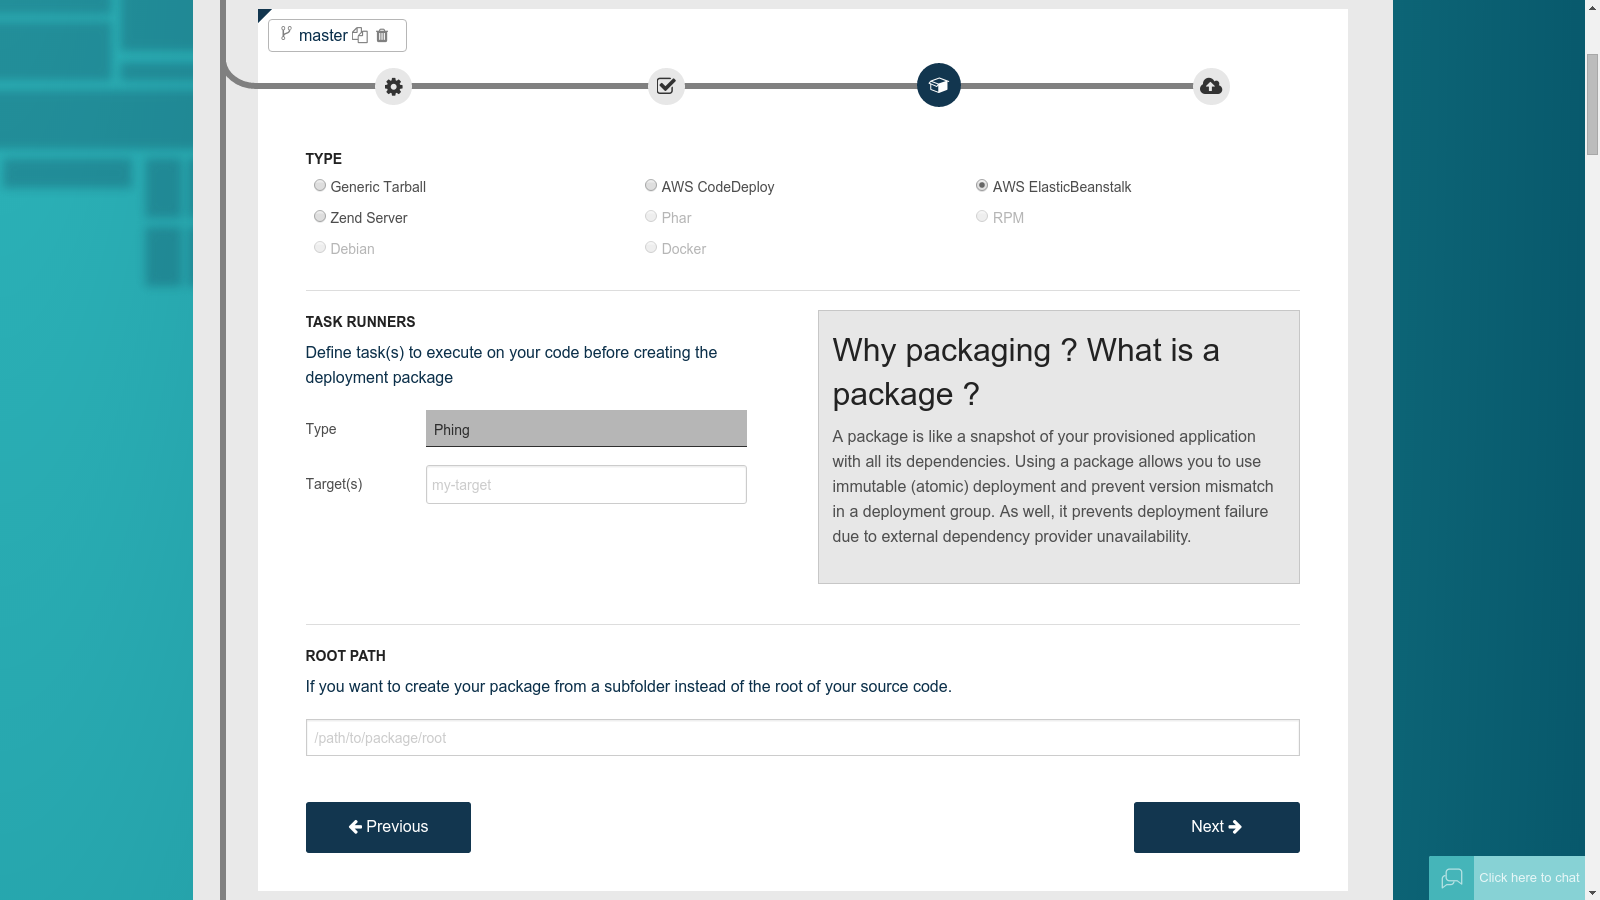 master
TYPE
Generic Tarball
AWS CodeDeploy
AWS ElasticBeanstalk
Zend Server
Phar
RPM
Debian
Docker
TASK RUNNERS
Define task(s) to execute on your code before creating the
deployment package
Type
Phing
Target(s)
my-target
Why packaging ? What is a
package ?
A package is like a snapshot of your provisioned application
with all its dependencies. Using a package allows you to use
immutable (atomic) deployment and prevent version mismatch
in a deployment group. As well, it prevents deployment failure
due to external dependency provider unavailability.
ROOT PATH
If you want to create your package from a subfolder instead of the root of your source code.
/path/to/package/root
Previous
Next
Click here to chat